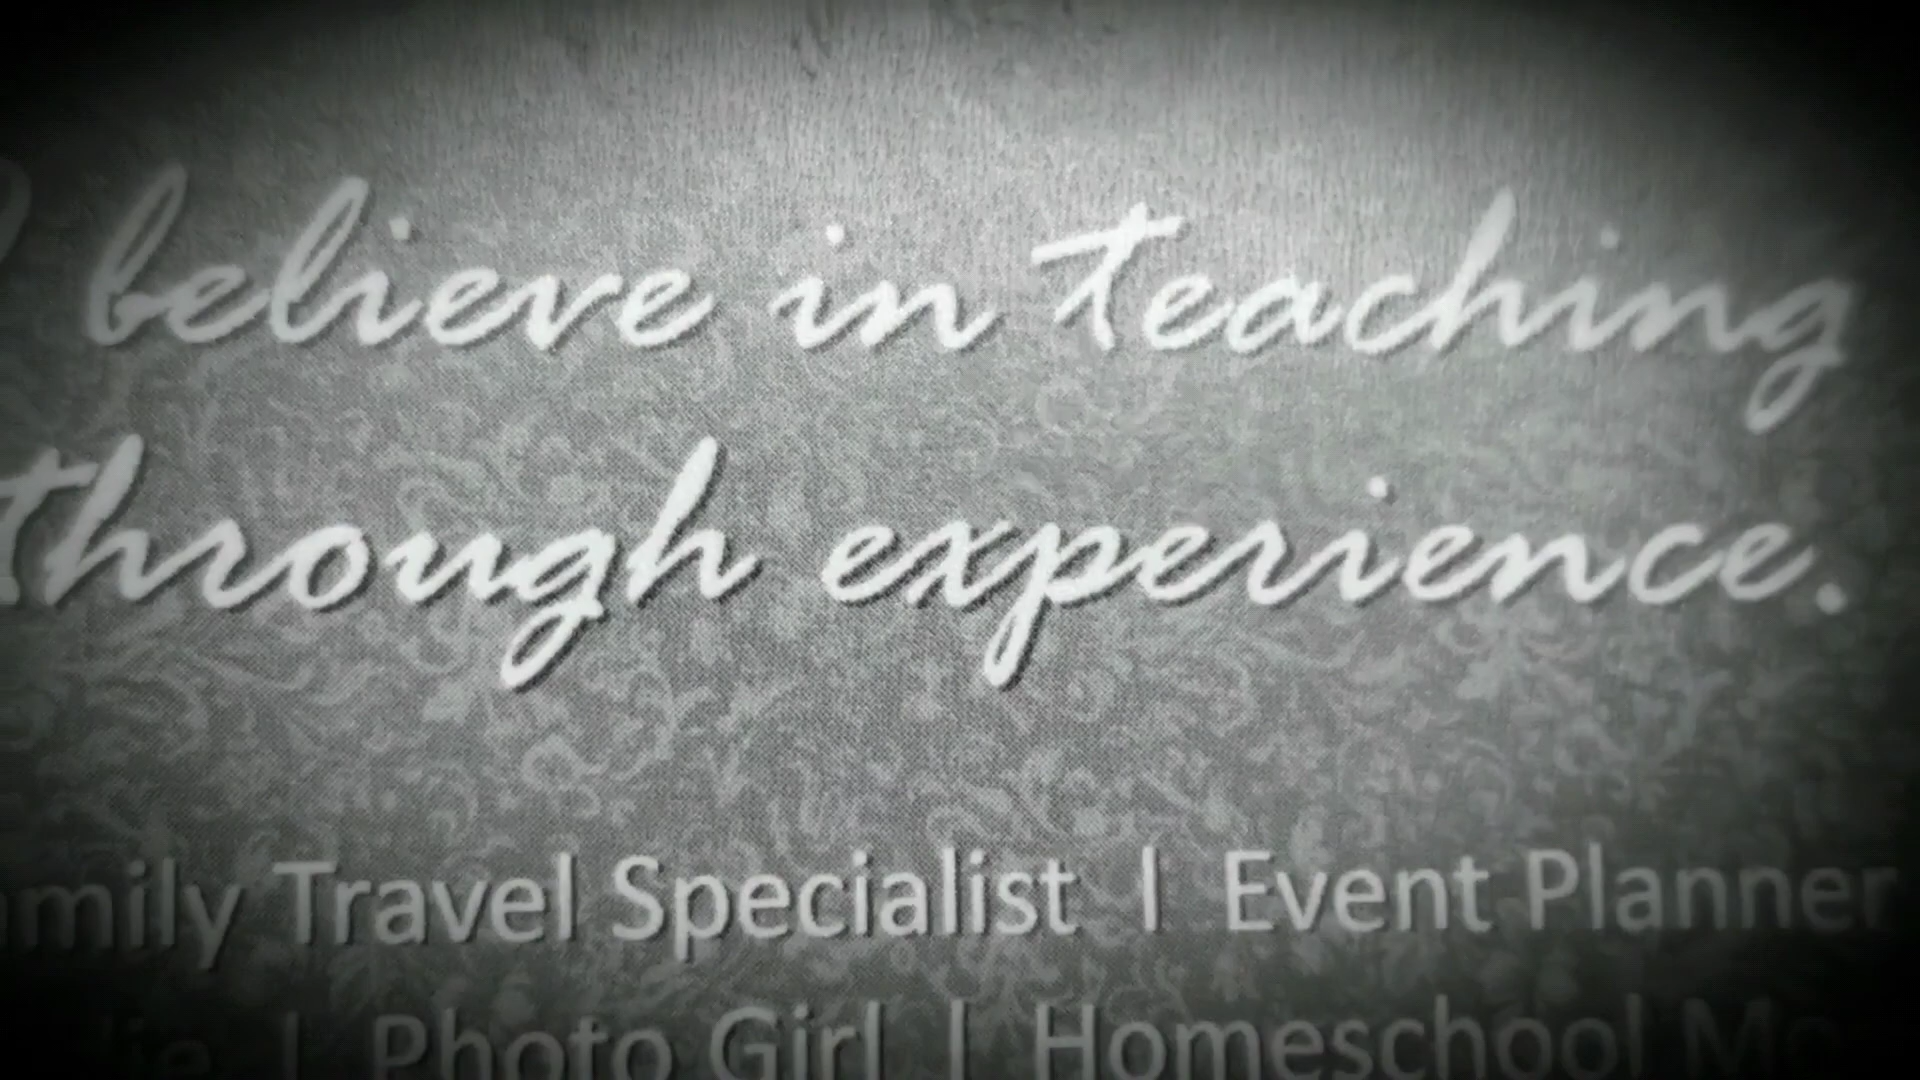 believe in teaching
through experience.
Travel Specialist | Event Planner
| Photo Girl | Homeschool